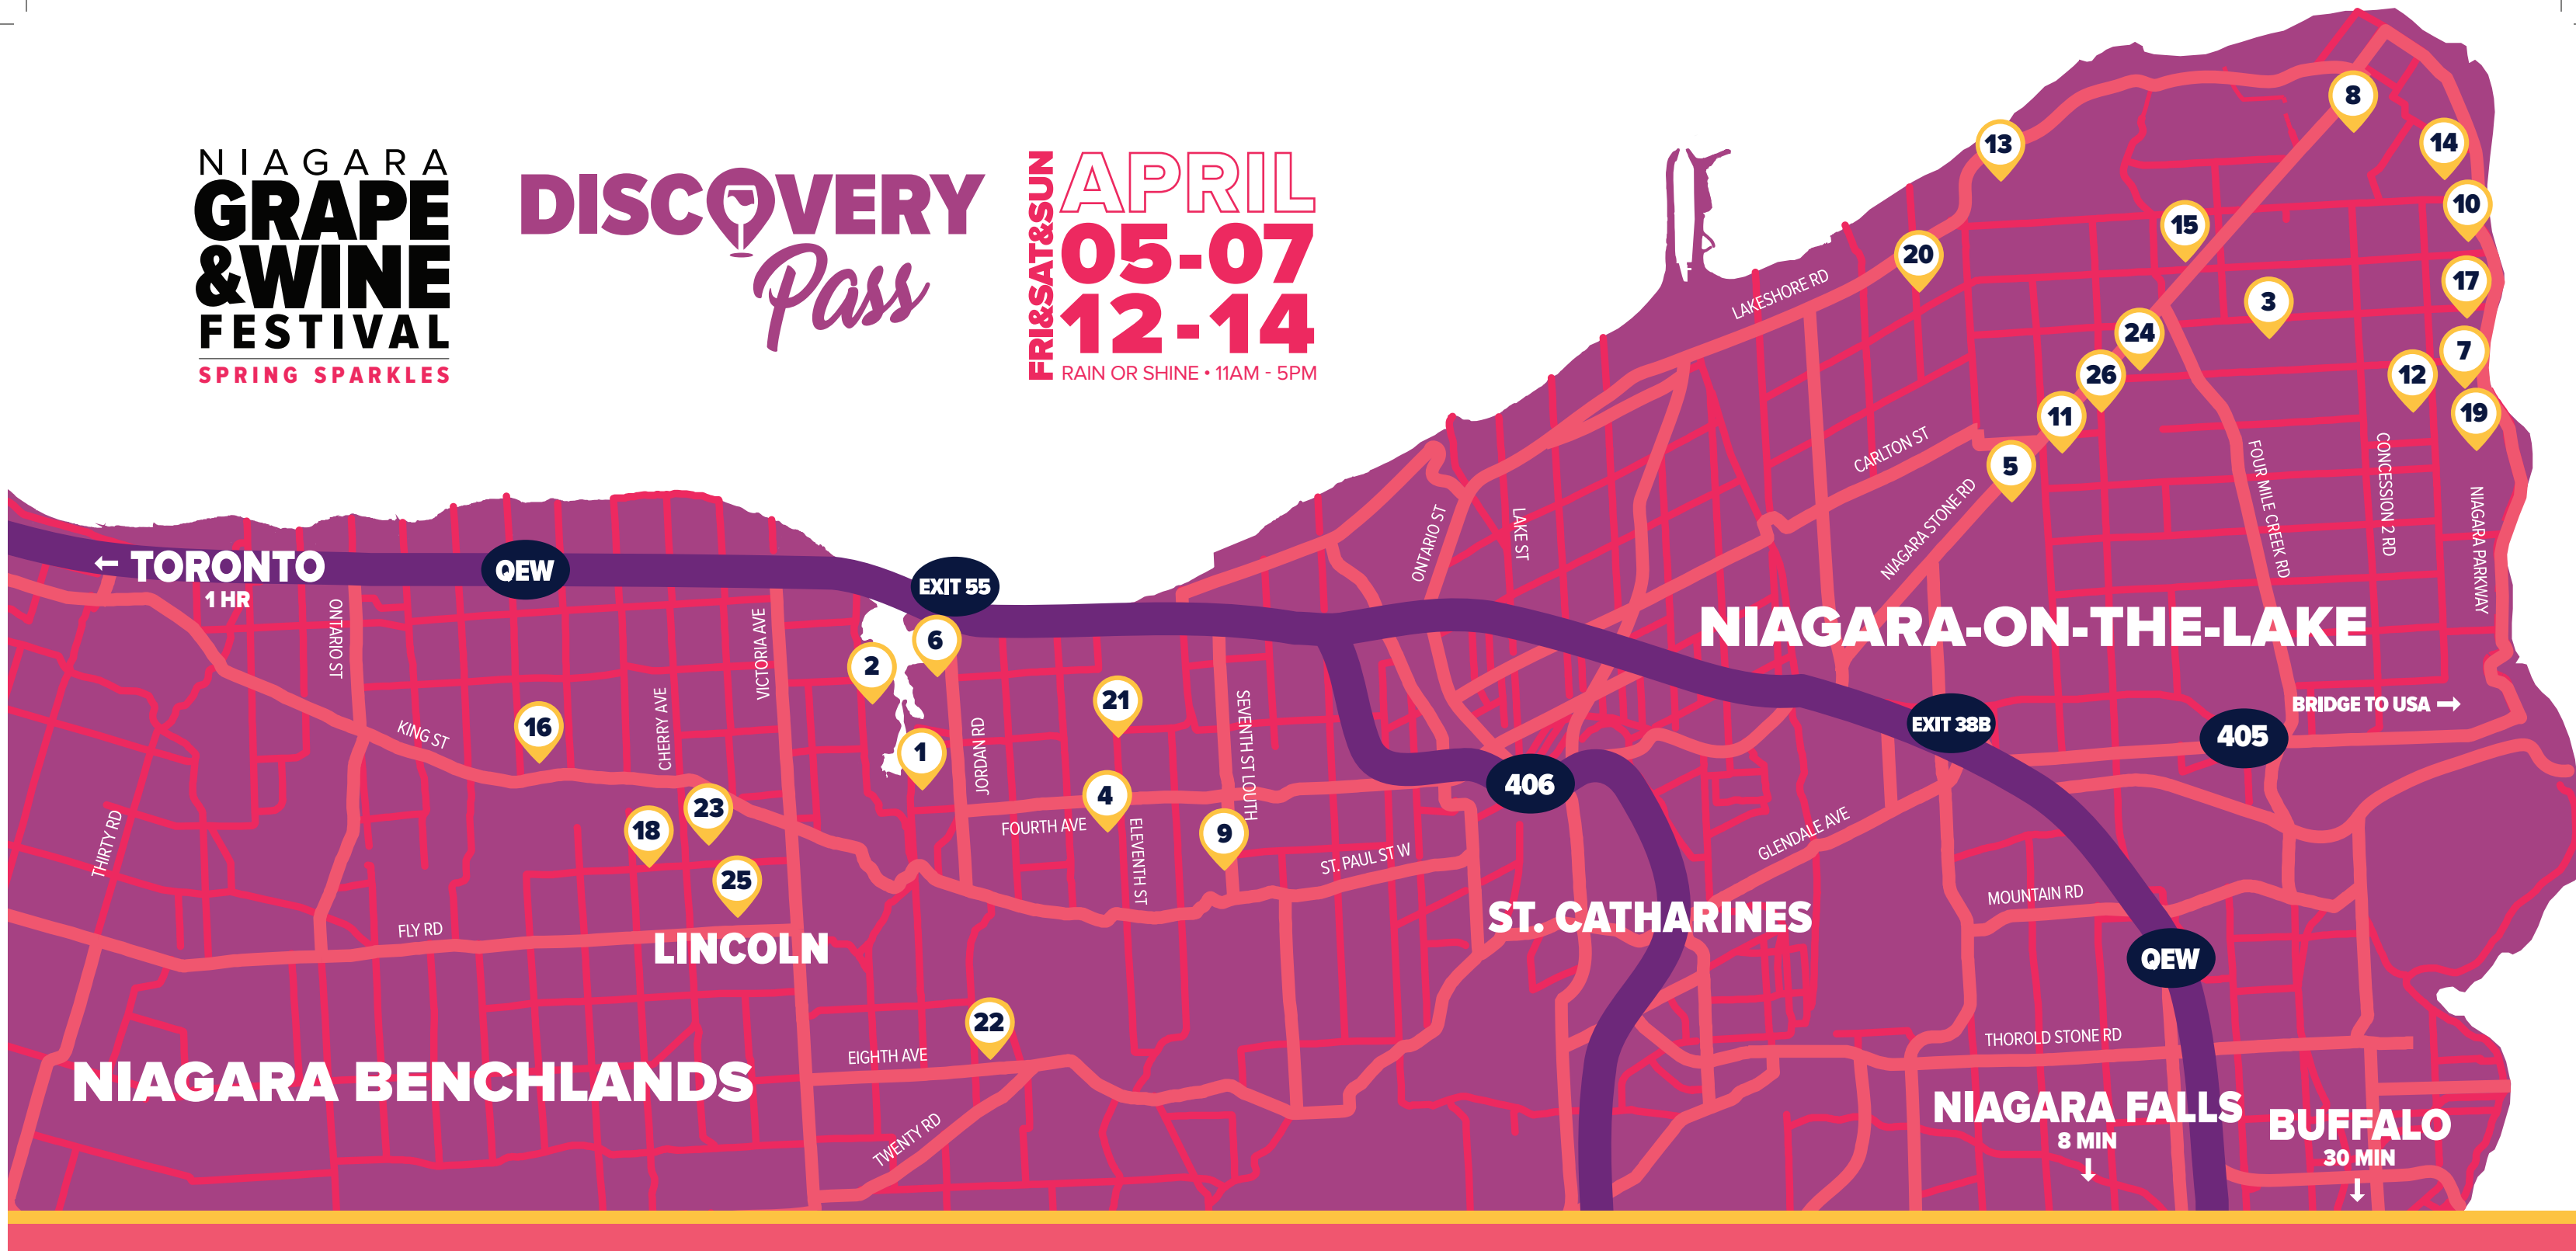 NIAGARA
GRAPE
&WINE
FESTIVAL
SPRING SPARKLES
DISCOVERY
Pass
FRI&SAT&SUN
APRIL
05-07
12-14
RAIN OR SHINE • 11AM - 5PM
8
13
14
10
15
20
17
3
LAKESHORE RD
24
7
26
12
11
19
CARLTON ST
5
NIAGARA STONE RD
FOUR MILE CREEK RD
CONCESSION 2 RD
NIAGARA PARKWAY
ONTARIO ST
LAKE ST
← TORONTO
1 HR
QEW
EXIT 55
ONTARIO ST
VICTORIA AVE
6
2
NIAGARA-ON-THE-LAKE
21
16
KING ST
CHERRY AVE
1
JORDAN RD
SEVENTH ST LOUTH
BRIDGE TO USA →
EXIT 38B
405
406
4
23
18
9
FOURTH AVE
ELEVENTH ST
THIRTY RD
GLENDALE AVE
ST. PAUL ST W
25
MOUNTAIN RD
ST. CATHARINES
FLY RD
LINCOLN
QEW
22
EIGHTH AVE
THOROLD STONE RD
NIAGARA BENCHLANDS
TWENTY RD
NIAGARA FALLS
8 MIN
↓
BUFFALO
30 MIN
↓